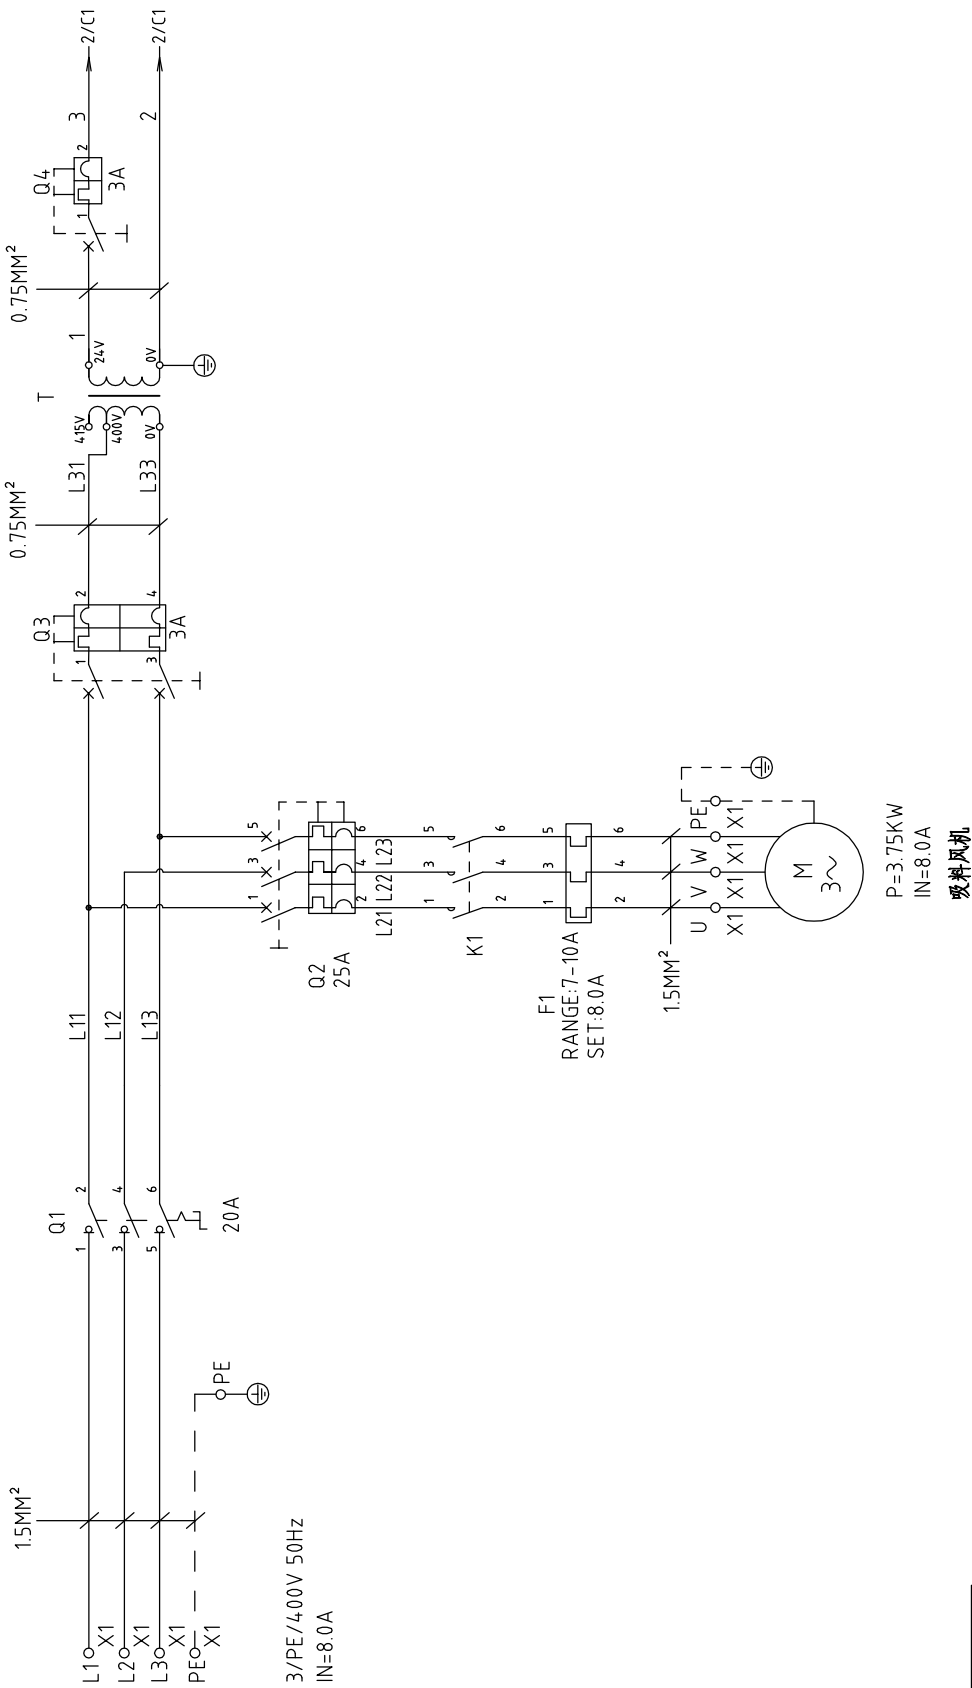 1.5MM²
0.75MM²
0.75MM²
Q1
Q3
T
Q4
L1
X1
1
2
L11
1
2
L31
415V
24V
1
1
2
3
2/C1
400V
3A
L2
X1
3
4
L12
L3
X1
5
6
L13
3
4
L33
0V
0V
2
2/C1
3A
PE
X1
PE
20A
3/PE/400V 50Hz
IN=8.0A
1
3
5
Q2
25A
2
4
6
L21
L22
L23
1
3
5
K1
2
4
6
F1
RANGE:7-10A
SET:8.0A
1
3
5
2
4
6
1.5MM²
U
V
W
PE
X1
X1
X1
X1
M
3~
P=3.75KW
IN=8.0A
吸料风机